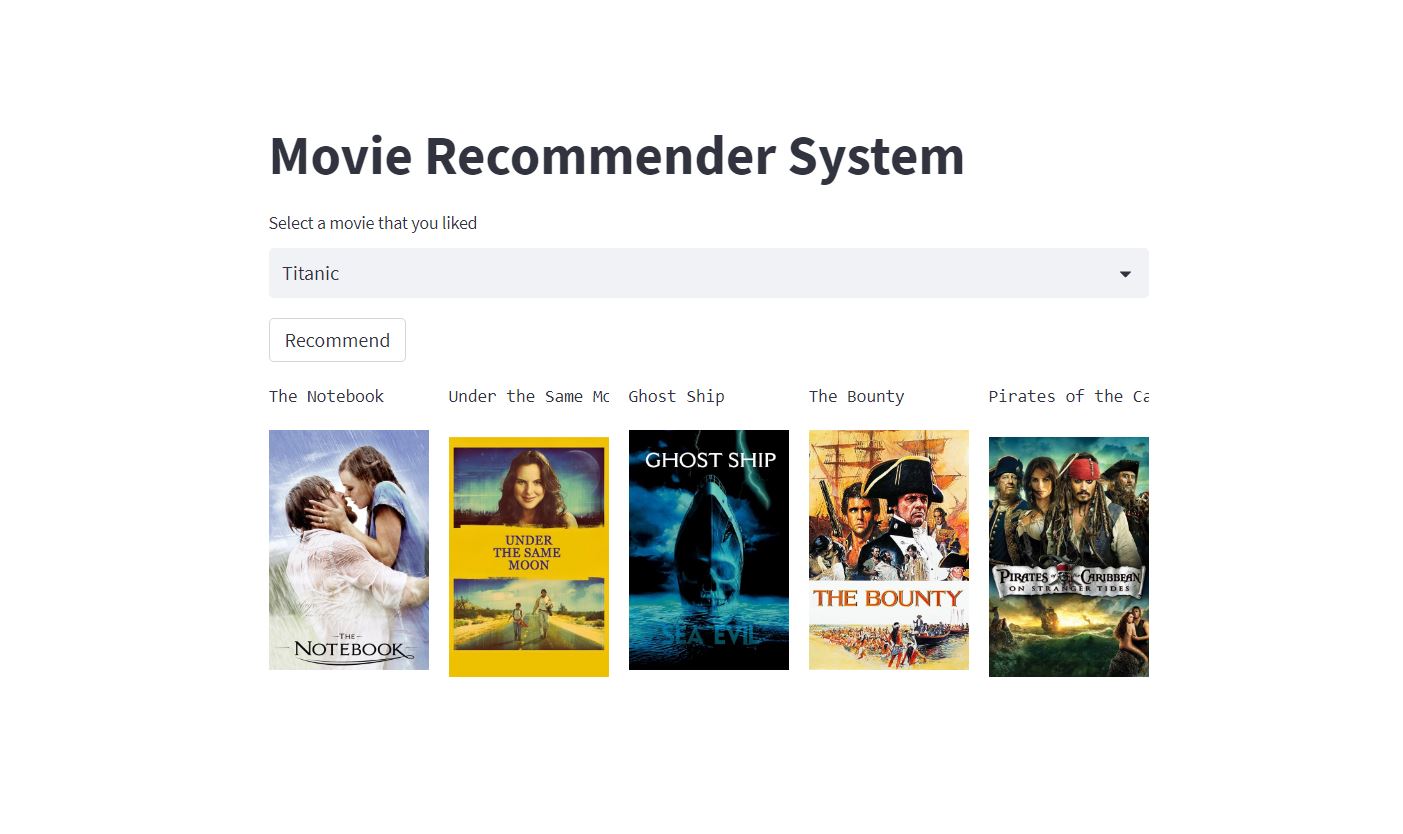 Movie Recommender System
Select a movie that you liked
Titanic
Recommend
The Notebook
Under the Same Mo
Ghost Ship
The Bounty
Pirates of the Ca
THE
NOTEBOOK
UNDER
THE SAME
MOON
GHOST SHIP
SEA EVIL
THE BOUNTY
PIRATES OF THE CARIBBEAN
ON STRANGER TIDES